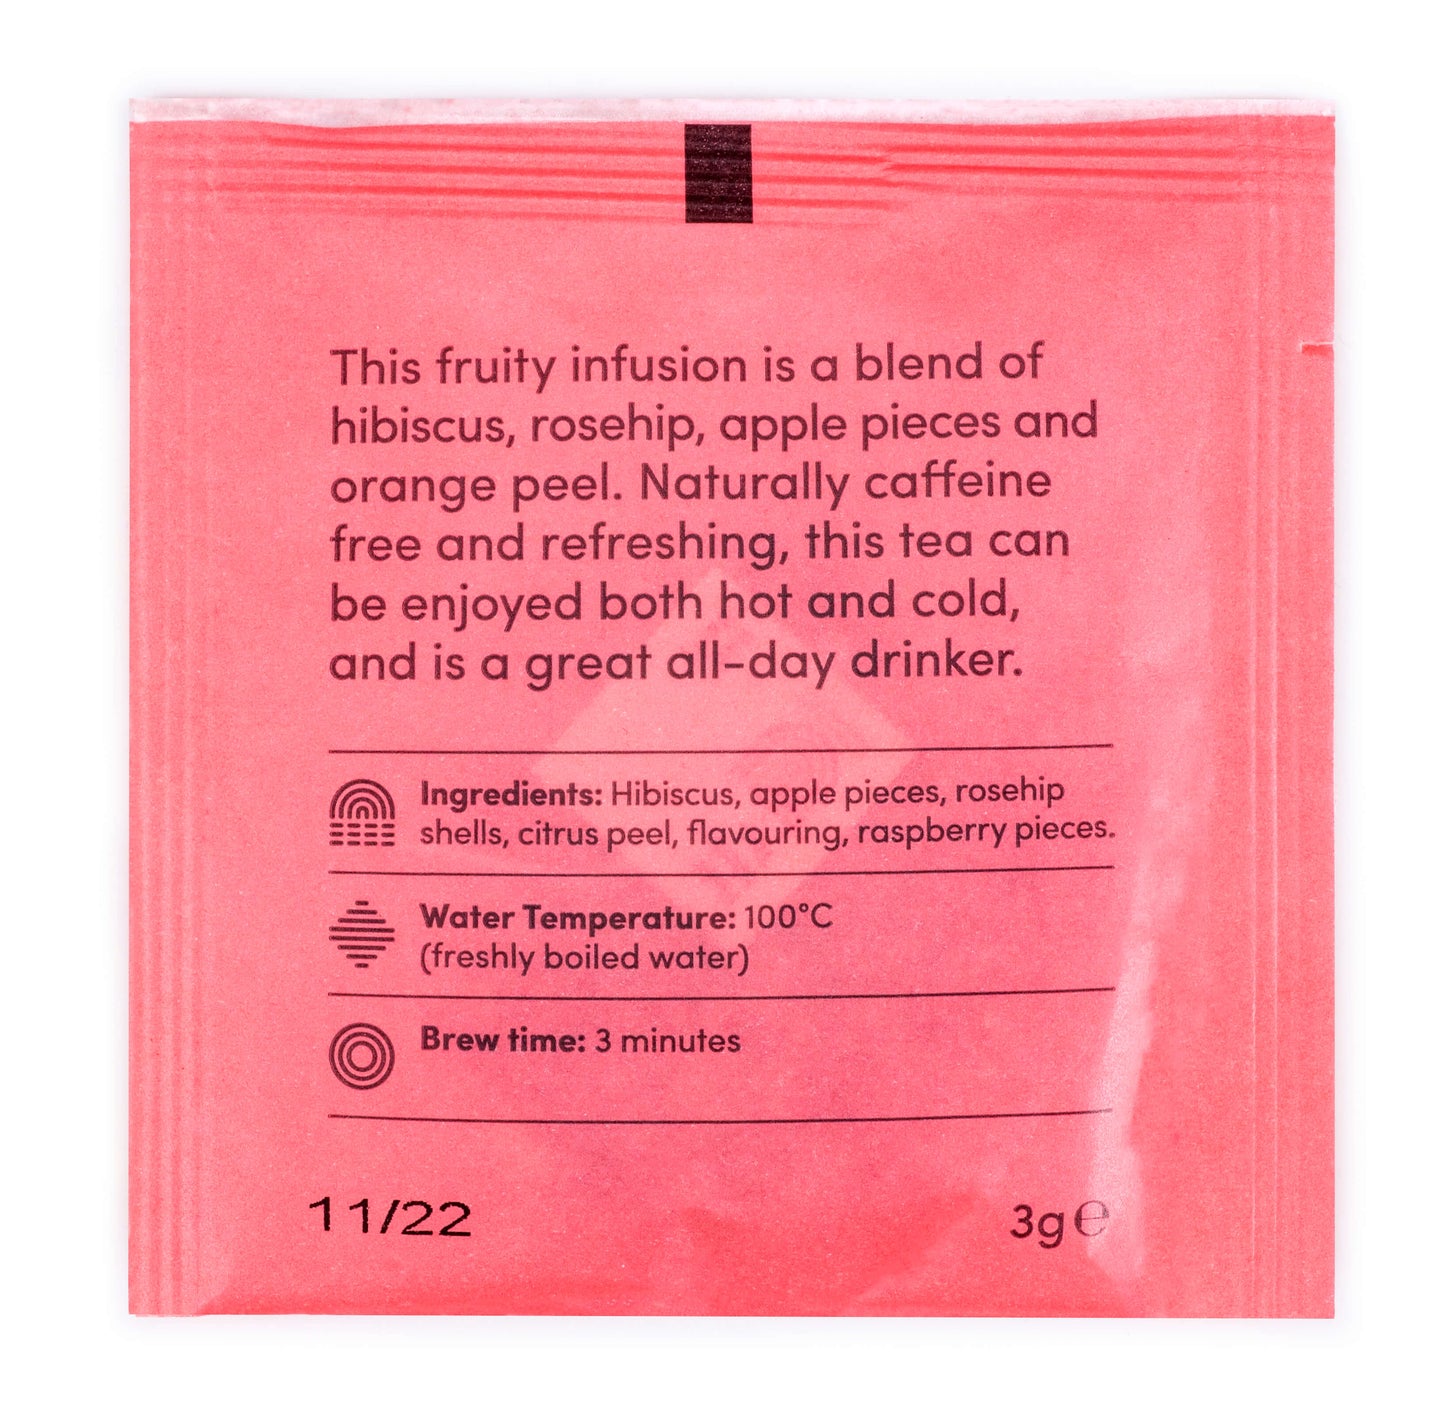 This fruity infusion is a blend of
hibiscus, rosehip, apple pieces and
orange peel. Naturally caffeine
free and refreshing, this tea can
be enjoyed both hot and cold,
and is a great all-day drinker.
Ingredients: Hibiscus, apple pieces, rosehip
shells, citrus peel, flavouring, raspberry pieces.
Water Temperature: 100°C
(freshly boiled water)
Brew time: 3 minutes
11/22
3g ℮